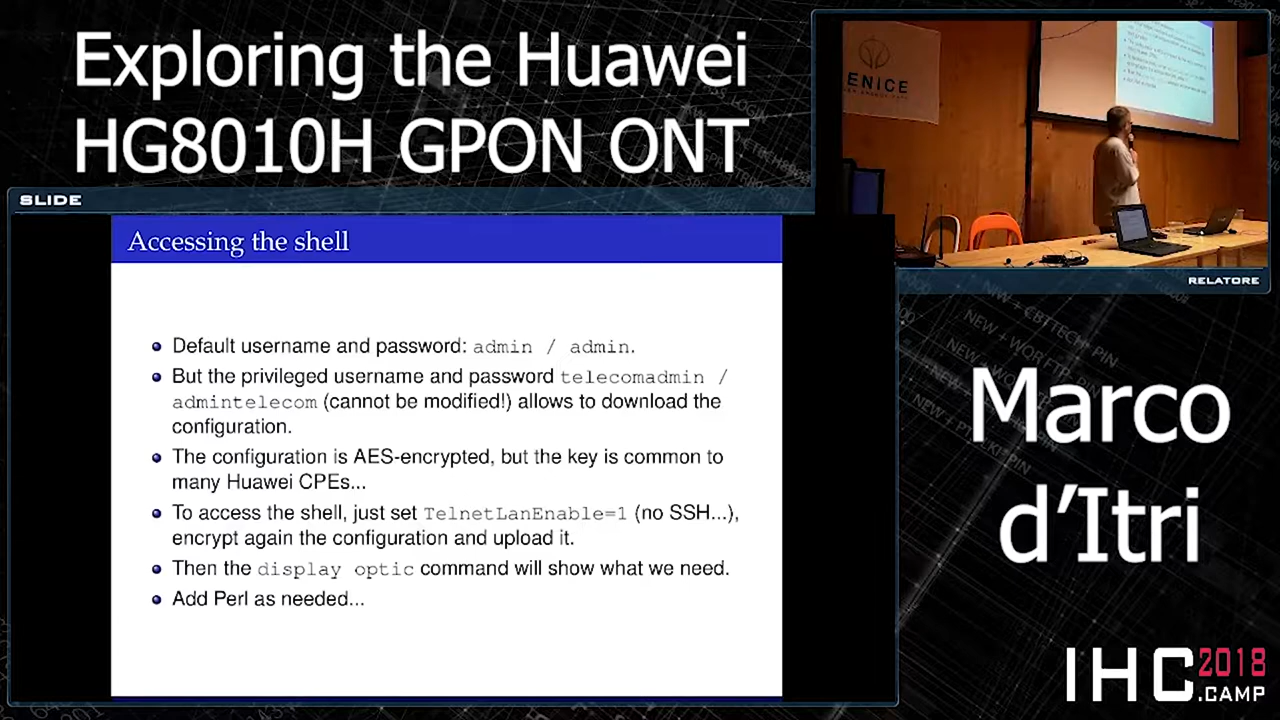 Exploring the Huawei
HG8010H GPON ONT
SLIDE
Accessing the shell
Default username and password: admin / admin.
But the privileged username and password telecomadmin /
admintelecom (cannot be modified!) allows to download the
configuration.
The configuration is AES-encrypted, but the key is common to
many Huawei CPEs...
To access the shell, just set TelnetLanEnable=1 (no SSH...),
encrypt again the configuration and upload it.
Then the display optic command will show what we need.
Add Perl as needed...
ENICE
RELATORE
Marco
d'Itri
IHC 2018
.CAMP